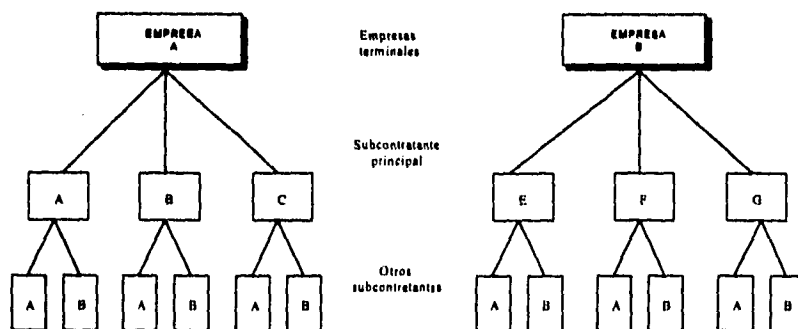 EMPRESA
A
Empresas
terminales
EMPRESA
B
Subcontratante
principal
A
B
C
E
F
G
Otros
subcontratantes
A
B
A
B
A
B
A
B
A
B
A
B